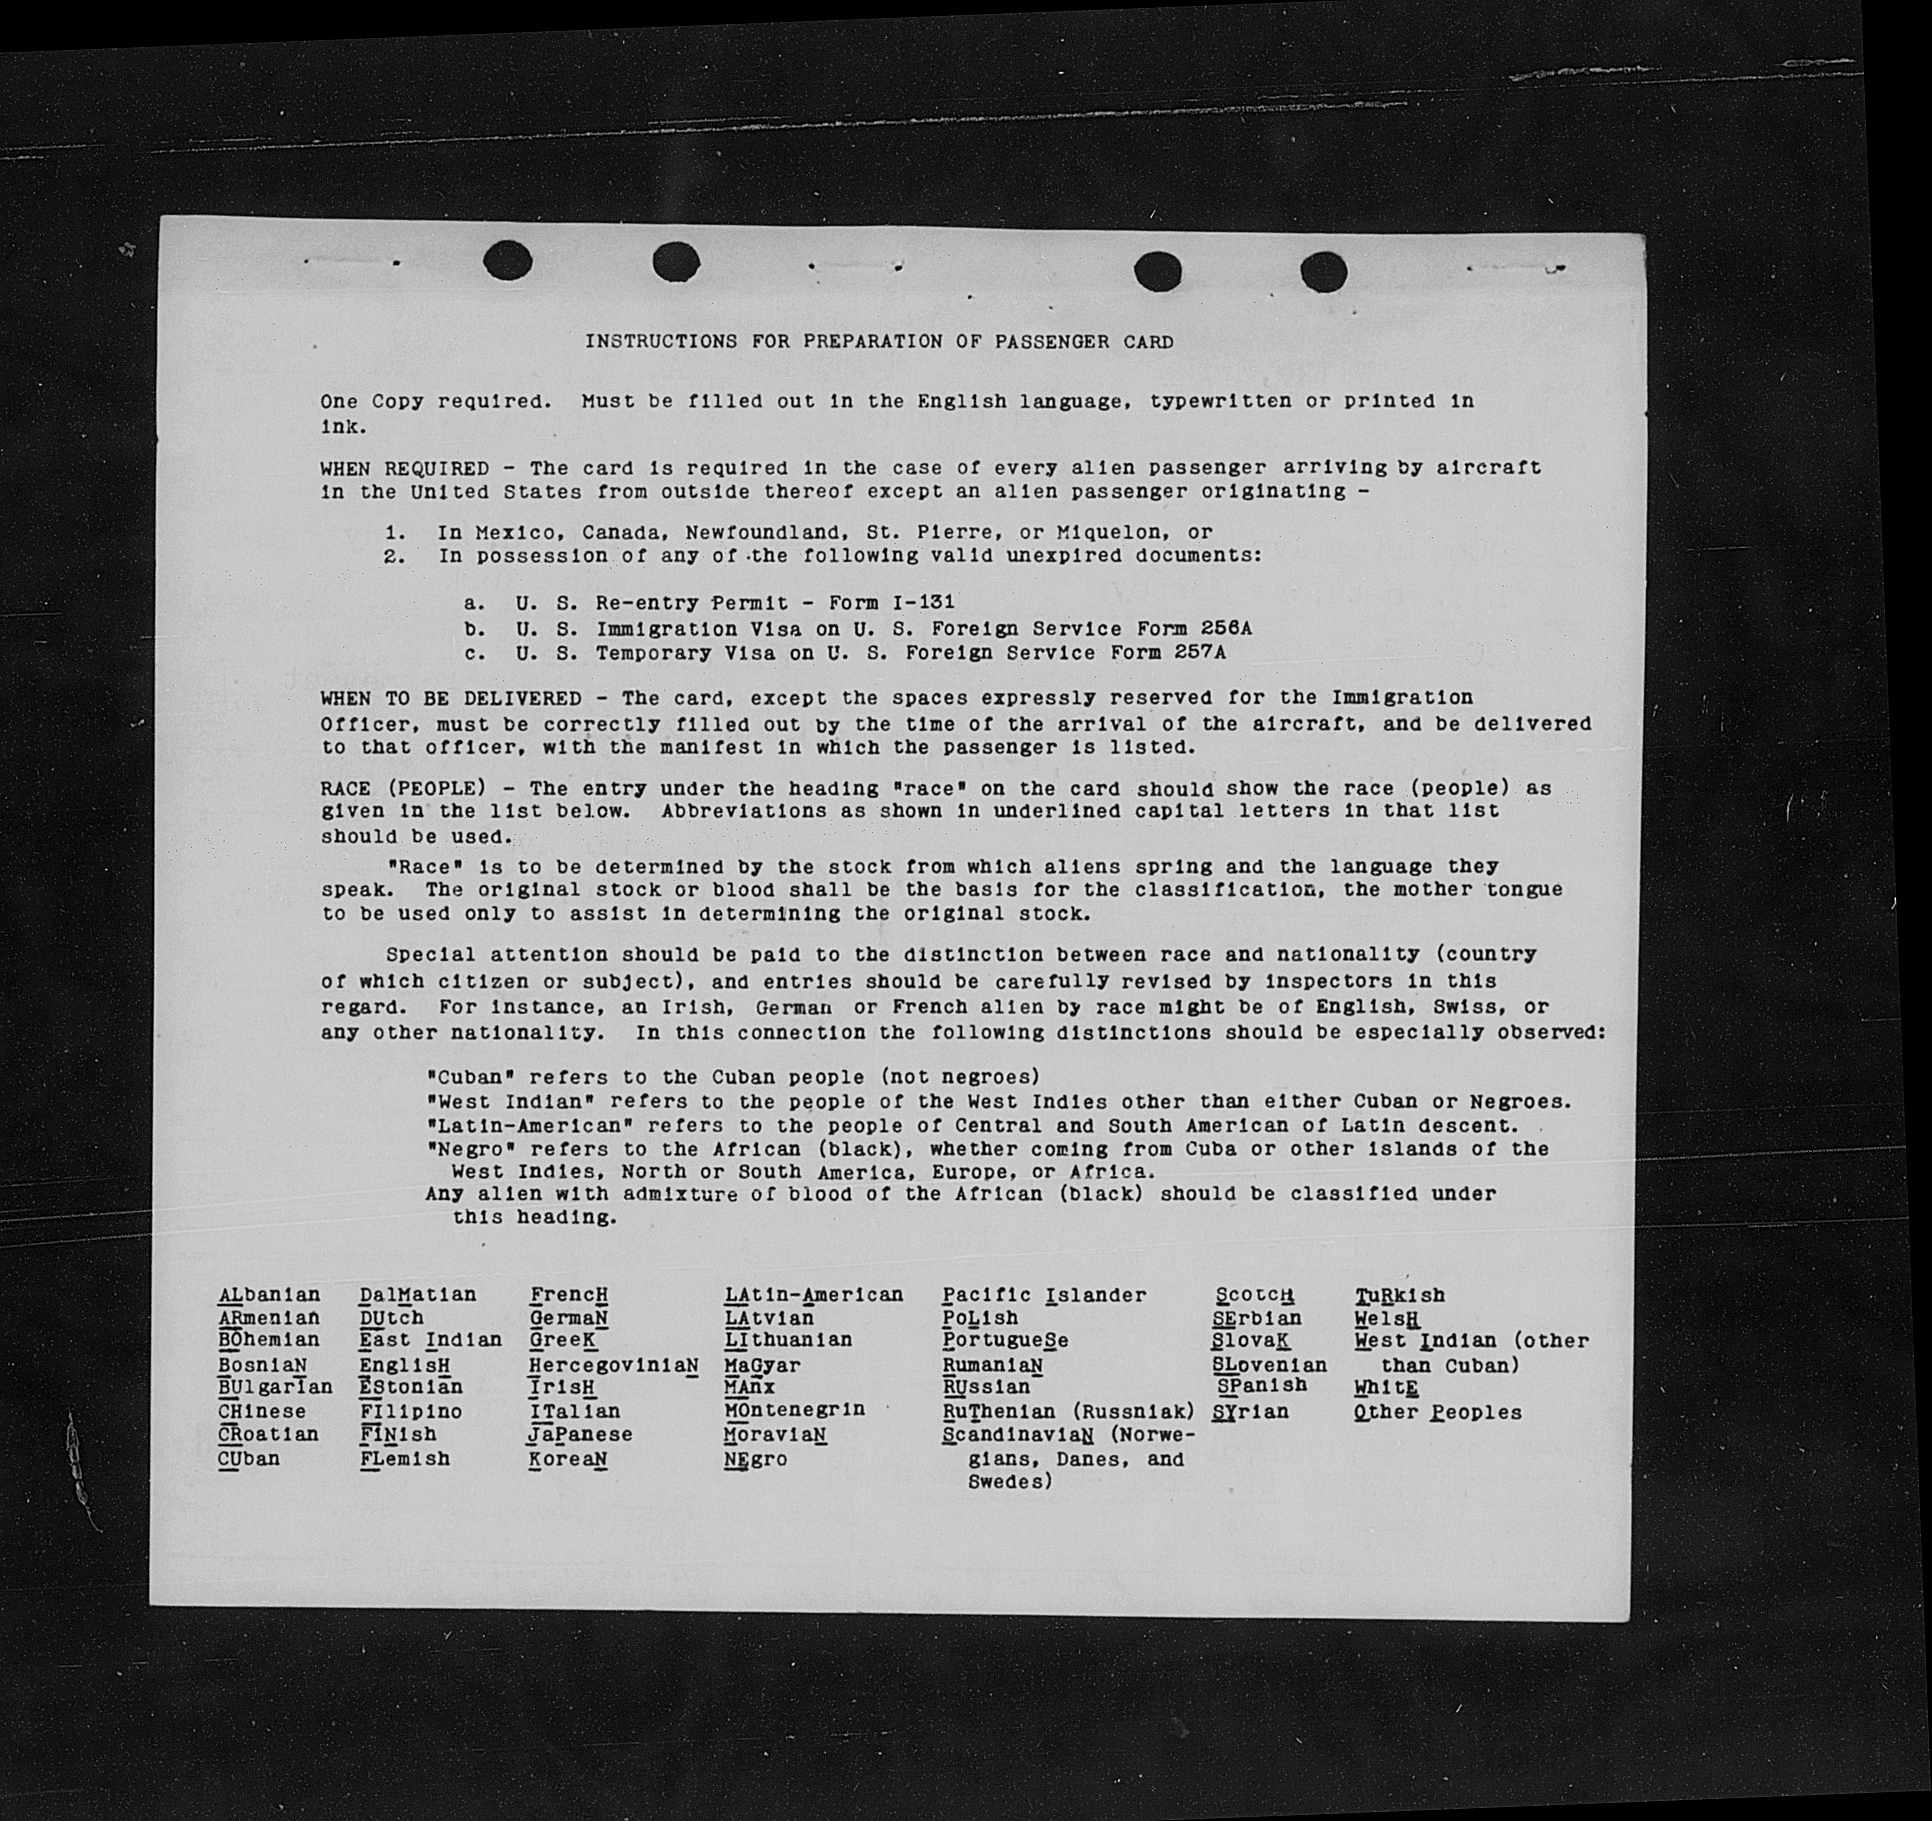 INSTRUCTIONS FOR PREPARATION OF PASSENGER CARD
One Copy required. Must be filled out in the English language, typewritten or printed in
ink.
WHEN REQUIRED - The card is required in the case of every alien passenger arriving by aircraft
in the United States from outside thereof except an alien passenger originating -
1. In Mexico, Canada, Newfoundland, St. Pierre, or Miquelon, or
2. In possession of any of the following valid unexpired documents:
a. U. S. Re-entry Permit - Form I-131
b. U. S. Immigration Visa on U. S. Foreign Service Form 256A
c. U. S. Temporary Visa on U. S. Foreign Service Form 257A
WHEN TO BE DELIVERED - The card, except the spaces expressly reserved for the Immigration
Officer, must be correctly filled out by the time of the arrival of the aircraft, and be delivered
to that officer, with the manifest in which the passenger is listed.
RACE (PEOPLE) - The entry under the heading "race" on the card should show the race (people) as
given in the list below. Abbreviations as shown in underlined capital letters in that list
should be used.
"Race" is to be determined by the stock from which aliens spring and the language they
speak. The original stock or blood shall be the basis for the classification, the mother tongue
to be used only to assist in determining the original stock.
Special attention should be paid to the distinction between race and nationality (country
of which citizen or subject), and entries should be carefully revised by inspectors in this
regard. For instance, an Irish, German or French alien by race might be of English, Swiss, or
any other nationality. In this connection the following distinctions should be especially observed:
"Cuban" refers to the Cuban people (not negroes)
"West Indian" refers to the people of the West Indies other than either Cuban or Negroes.
"Latin-American" refers to the people of Central and South American of Latin descent.
"Negro" refers to the African (black), whether coming from Cuba or other islands of the
West Indies, North or South America, Europe, or Africa.
Any alien with admixture of blood of the African (black) should be classified under
this heading.
ALbanian DalMatian FrencH LAtin-American Pacific Islander ScotcH TuRkish
ARmenian DUtch GermaN LAtvian PoLish SErbian WelsH
BOhemian East Indian GreeK LIthuanian PortugueSe SlovaK West Indian (other
BosniaN EnglisH HercegoviniaN MaGyar RumaniaN SLovenian than Cuban)
BUlgarIan EStonian IrisH MAnx RUssian SPanish WhitE
CHinese FIlipino ITalian MOntenegrin RuThenian (Russniak) SYrian Other Peoples
CRoatian FiNish JaPanese MoraviaN ScandinaviaN (Norwe-
CUban FLemish KoreaN NEgro gians, Danes, and
Swedes)